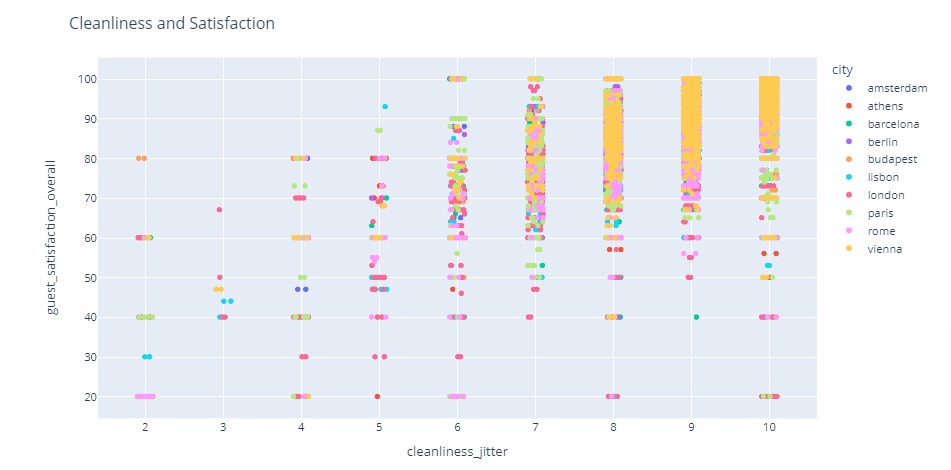 Cleanliness and Satisfaction
city
amsterdam
athens
barcelona
berlin
budapest
lisbon
london
paris
rome
vienna
guest_satisfaction_overall
100
90
80
70
60
50
40
30
20
2 3 4 5 6 7 8 9 10
cleanliness_jitter